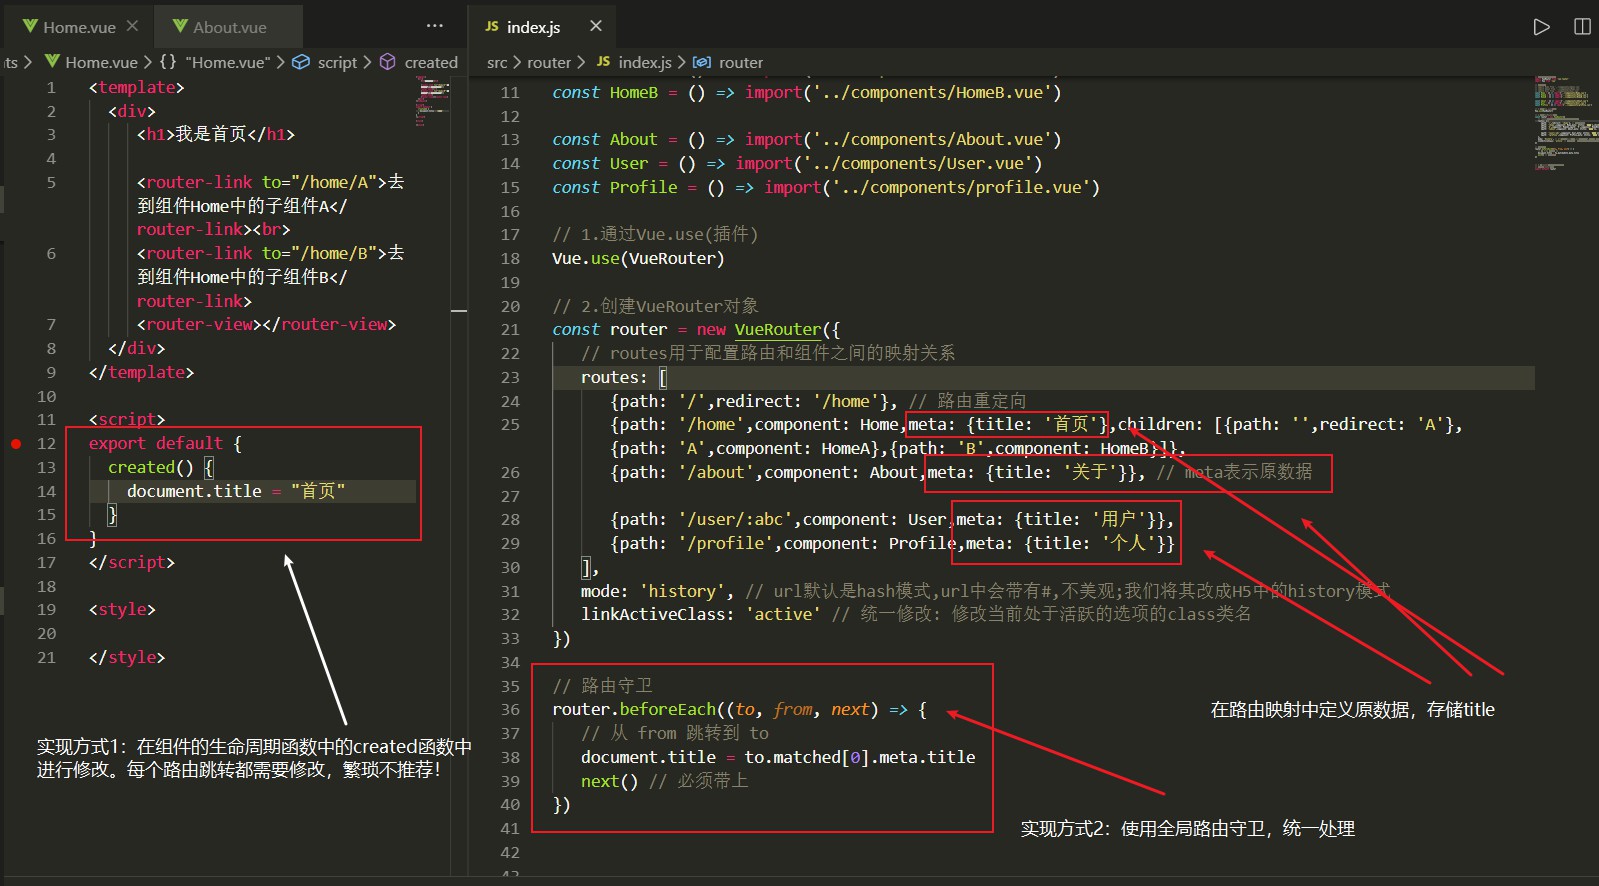 Home.vue
About.vue
...
JS index.js
ts > Home.vue > {} "Home.vue" > script > created
src > router > JS index.js > router
1 <template>
2 <div>
3 <h1>我是首页</h1>
4
5 <router-link to="/home/A">去
到组件Home中的子组件A</
router-link><br>
6 <router-link to="/home/B">去
到组件Home中的子组件B</
router-link>
7 <router-view></router-view>
8 </div>
9 </template>
10
11 <script>
12 export default {
13 created() {
14 document.title = "首页"
15 }
16 }
17 </script>
18
19 <style>
20
21 </style>
实现方式1：在组件的生命周期函数中的created函数中
进行修改。每个路由跳转都需要修改，繁琐不推荐！
11 const HomeB = () => import('../components/HomeB.vue')
12
13 const About = () => import('../components/About.vue')
14 const User = () => import('../components/User.vue')
15 const Profile = () => import('../components/profile.vue')
16
17 // 1.通过Vue.use(插件)
18 Vue.use(VueRouter)
19
20 // 2.创建VueRouter对象
21 const router = new VueRouter({
22 // routes用于配置路由和组件之间的映射关系
23 routes: [
24 {path: '/',redirect: '/home'}, // 路由重定向
25 {path: '/home',component: Home,meta: {title: '首页'},children: [{path: '',redirect: 'A'},
{path: 'A',component: HomeA},{path: 'B',component: HomeB}]},
26 {path: '/about',component: About,meta: {title: '关于'}}, // meta表示原数据
27
28 {path: '/user/:abc',component: User,meta: {title: '用户'}},
29 {path: '/profile',component: Profile,meta: {title: '个人'}}
30 ],
31 mode: 'history', // url默认是hash模式,url中会带有#,不美观;我们将其改成H5中的history模式
32 linkActiveClass: 'active' // 统一修改: 修改当前处于活跃的选项的class类名
33 })
34
35 // 路由守卫
36 router.beforeEach((to, from, next) => {
37 // 从 from 跳转到 to
38 document.title = to.matched[0].meta.title
39 next() // 必须带上
40 })
41
42
在路由映射中定义原数据，存储title
实现方式2：使用全局路由守卫，统一处理